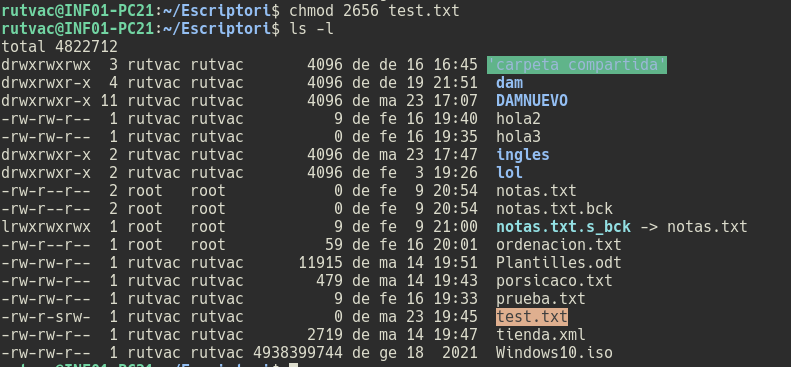 rutvac@INF01-PC21:~/Escriptori$ chmod 2656 test.txt
rutvac@INF01-PC21:~/Escriptori$ ls -l
total 4822712
drwxrwxrwx  3 rutvac rutvac       4096 de de 16 16:45 'carpeta compartida'
drwxrwxr-x  4 rutvac rutvac       4096 de de 19 21:51  dam
drwxrwxr-x 11 rutvac rutvac       4096 de ma 23 17:07  DAMNUEVO
-rw-rw-r--  1 rutvac rutvac          9 de fe 16 19:40  hola2
-rw-rw-r--  1 rutvac rutvac          0 de fe 16 19:35  hola3
drwxrwxr-x  2 rutvac rutvac       4096 de ma 23 17:47  ingles
drwxrwxr-x  2 rutvac rutvac       4096 de fe  3 19:26  lol
-rw-r--r--  2 root   root            0 de fe  9 20:54  notas.txt
-rw-r--r--  2 root   root            0 de fe  9 20:54  notas.txt.bck
lrwxrwxrwx  1 root   root            9 de fe  9 21:00  notas.txt.s_bck -> notas.txt
-rw-r--r--  1 root   root           59 de fe 16 20:01  ordenacion.txt
-rw-rw-r--  1 rutvac rutvac      11915 de ma 14 19:51  Plantilles.odt
-rw-rw-r--  1 rutvac rutvac        479 de ma 14 19:43  porsicaco.txt
-rw-rw-r--  1 rutvac rutvac          9 de fe 16 19:33  prueba.txt
-rw-r-srw-  1 rutvac rutvac          0 de ma 23 19:45  test.txt
-rw-rw-r--  1 rutvac rutvac       2719 de ma 14 19:47  tienda.xml
-rw-rw-r--  1 rutvac rutvac 4938399744 de ge 18  2021  Windows10.iso
rutvac@INF01-PC21:~/Escriptori$